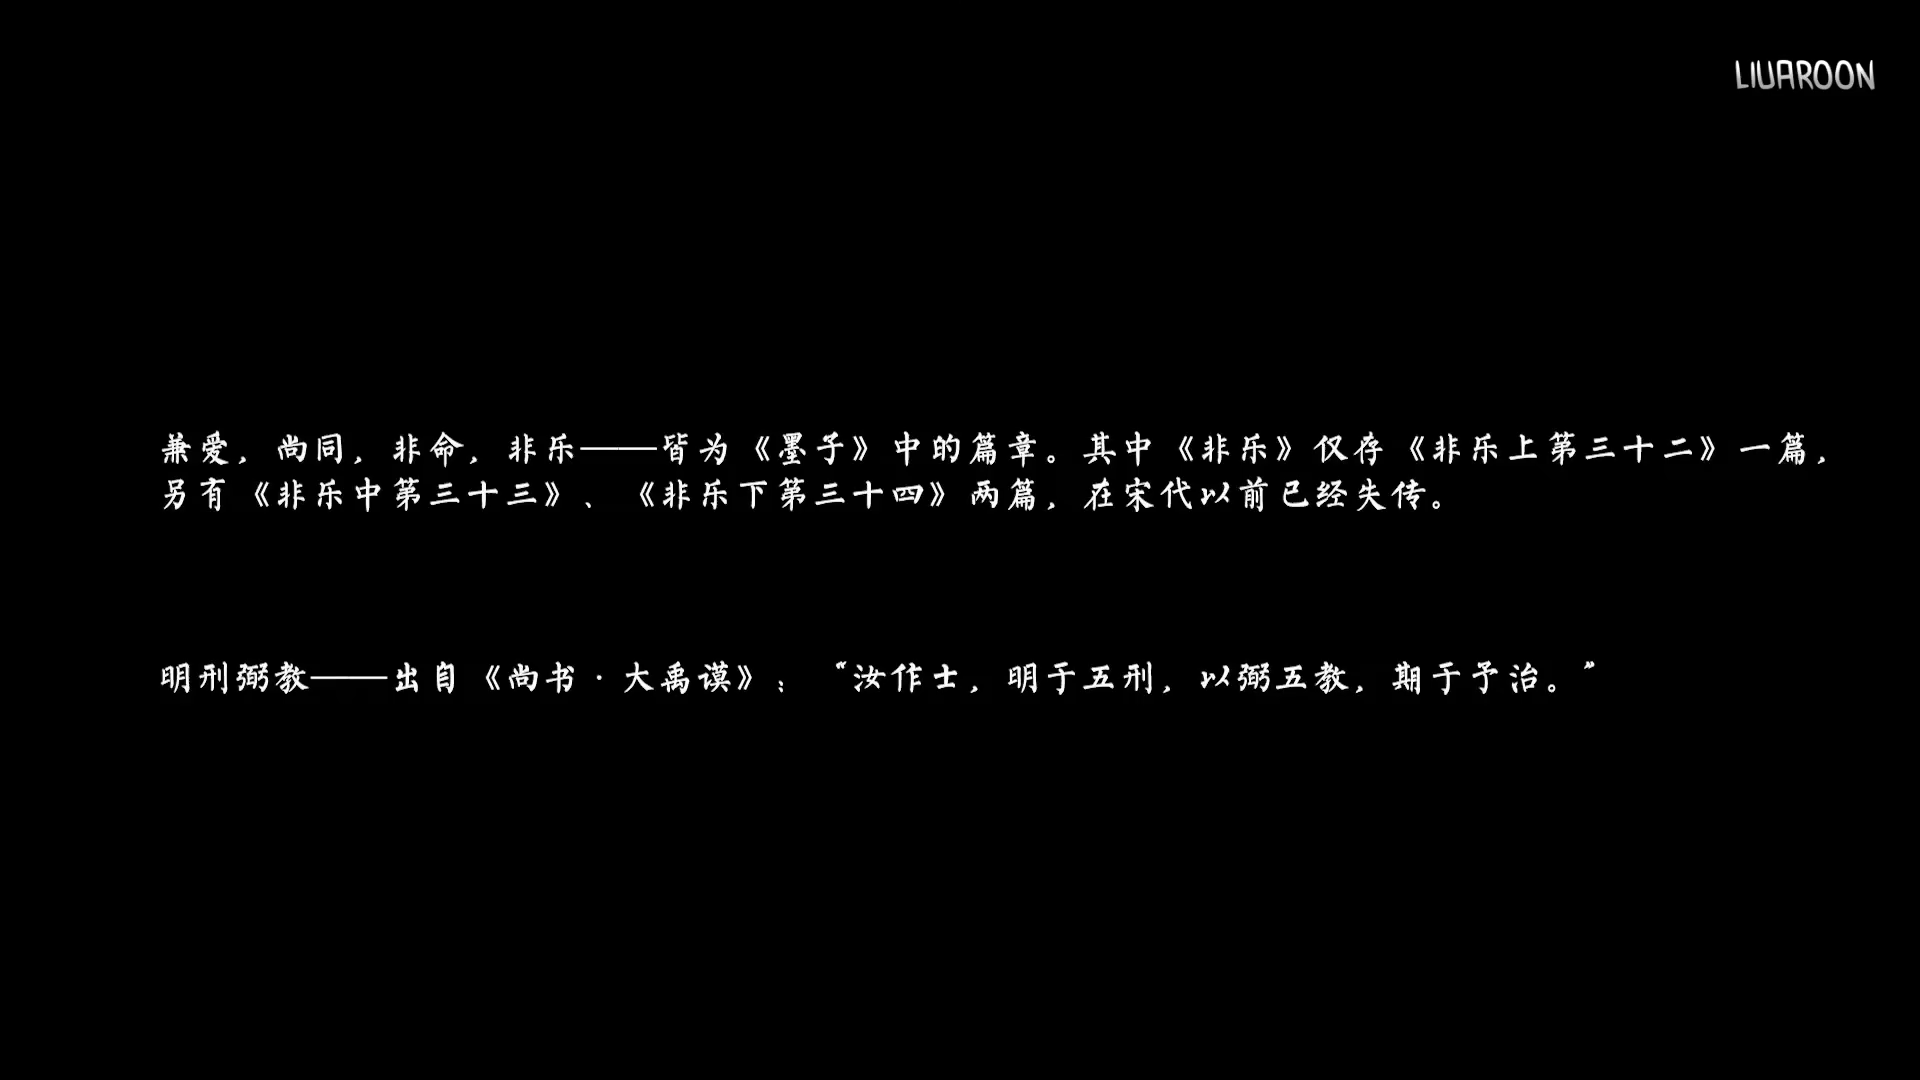 LIUAROON
兼爱，尚同，非命，非乐——皆为《墨子》中的篇章。其中《非乐》仅存《非乐上第三十二》一篇，
另有《非乐中第三十三》、《非乐下第三十四》两篇，在宋代以前已经失传。
明刑弼教——出自《尚书·大禹谟》：“汝作士，明于五刑，以弼五教，期于予治。”